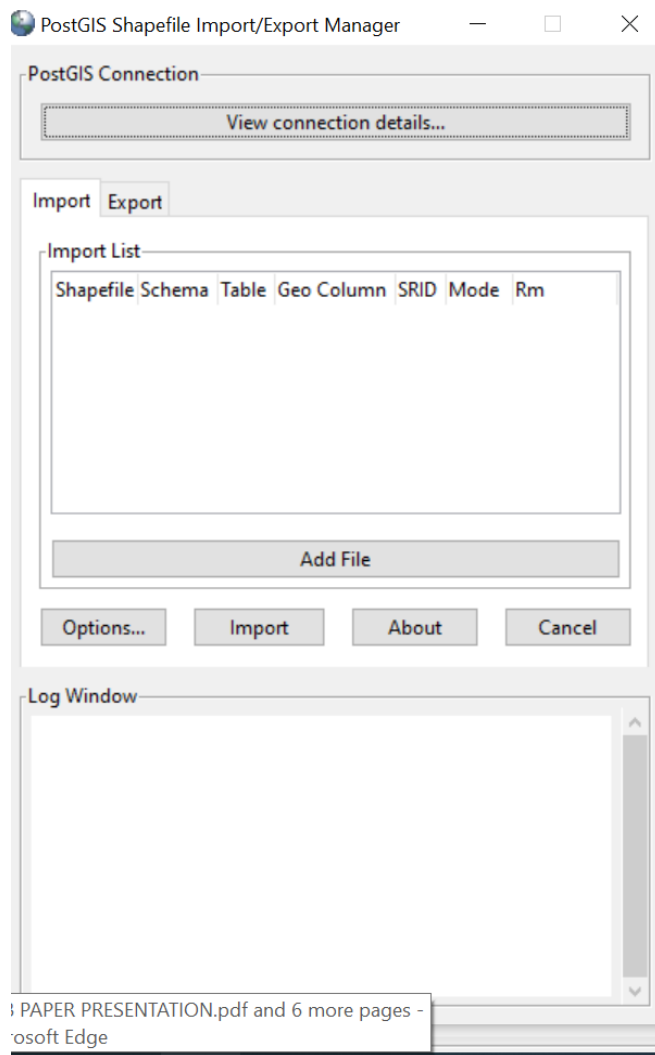 PostGIS Shapefile Import/Export Manager
PostGIS Connection
View connection details...
Import Export
Import List
Shapefile Schema Table Geo Column SRID Mode Rm
Add File
Options... Import About Cancel
Log Window
PAPER PRESENTATION.pdf and 6 more pages -
rosoft Edge